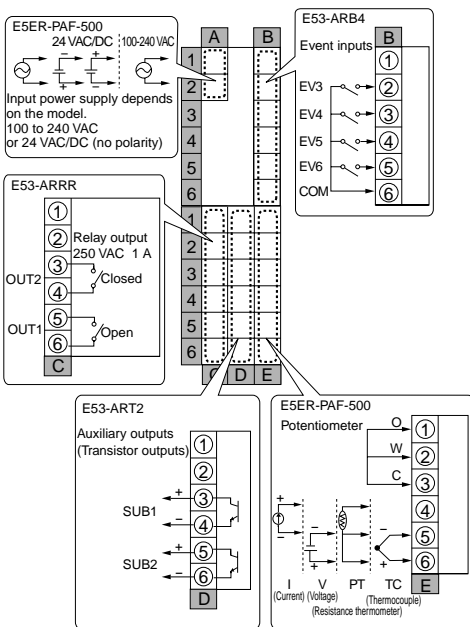 E5ER-PAF-500
24 VAC/DC 100-240 VAC
+ −
− +
Input power supply depends
on the model.
100 to 240 VAC
or 24 VAC/DC (no polarity)
A B
1
2
3
4
5
6
1
2
3
4
5
6
C D E
E53-ARB4
Event inputs
B
1
EV3 2
EV4 3
EV5 4
EV6 5
COM 6
E53-ARRR
1
2
Relay output
250 VAC 1 A
3
OUT2 Closed
4
5
OUT1 Open
6
C
E53-ART2
Auxiliary outputs
(Transistor outputs)
1
2
+ 3
SUB1
− 4
+ 5
SUB2
− 6
D
E5ER-PAF-500
Potentiometer
O 1
W 2
C 3
4
+ − − 5
− + + 6
I V PT TC
(Current) (Voltage) (Thermocouple)
(Resistance thermometer)
E